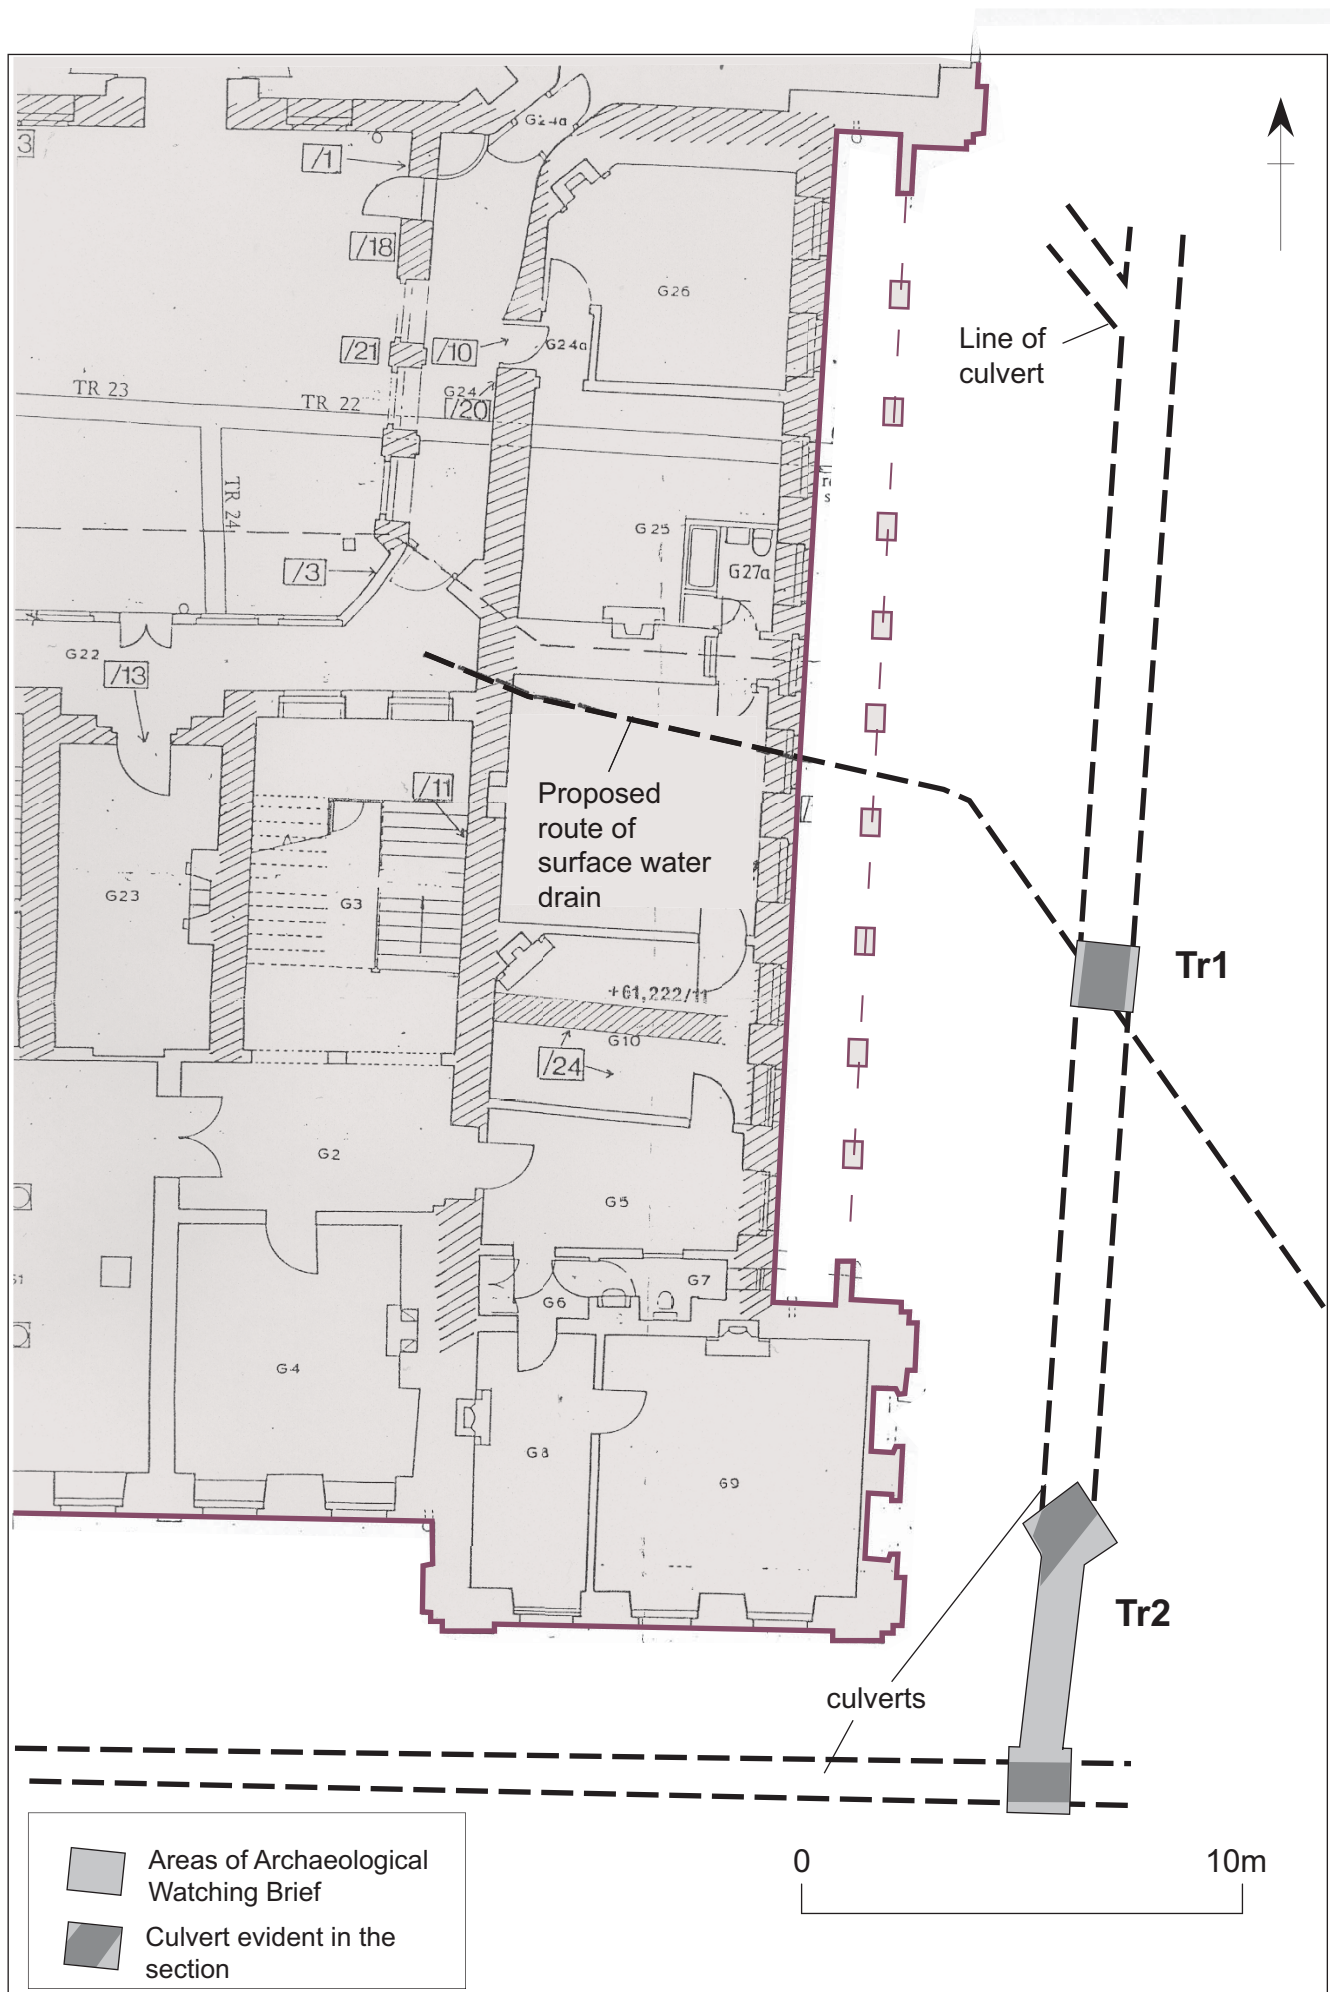 G24a
3
/1
/18
G26
Line of
culvert
/21
/10
G24a
TR 23
TR 22
G24
/20
TR 24
G25
G27a
/3
G22
/13
/11
Proposed
route of
surface water
drain
G23
G3
Tr1
+61,222/11
G10
/24
G2
G5
G7
G6
G4
G8
G9
Tr2
culverts
0
10m
Areas of Archaeological
Watching Brief
Culvert evident in the
section